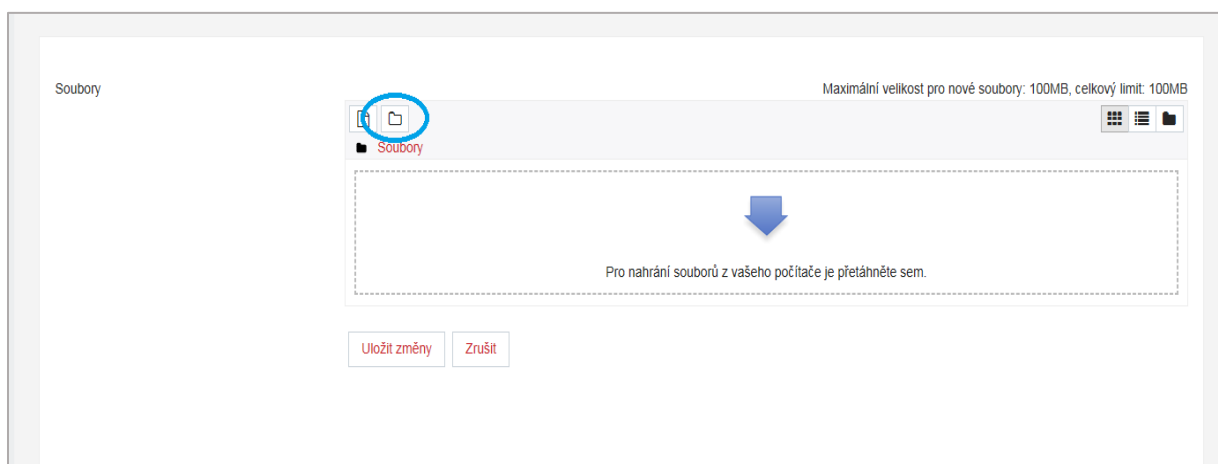 Soubory
Maximální velikost pro nové soubory: 100MB, celkový limit: 100MB
Soubory
Pro nahrání souborů z vašeho počítače je přetáhněte sem.
Uložit změny
Zrušit